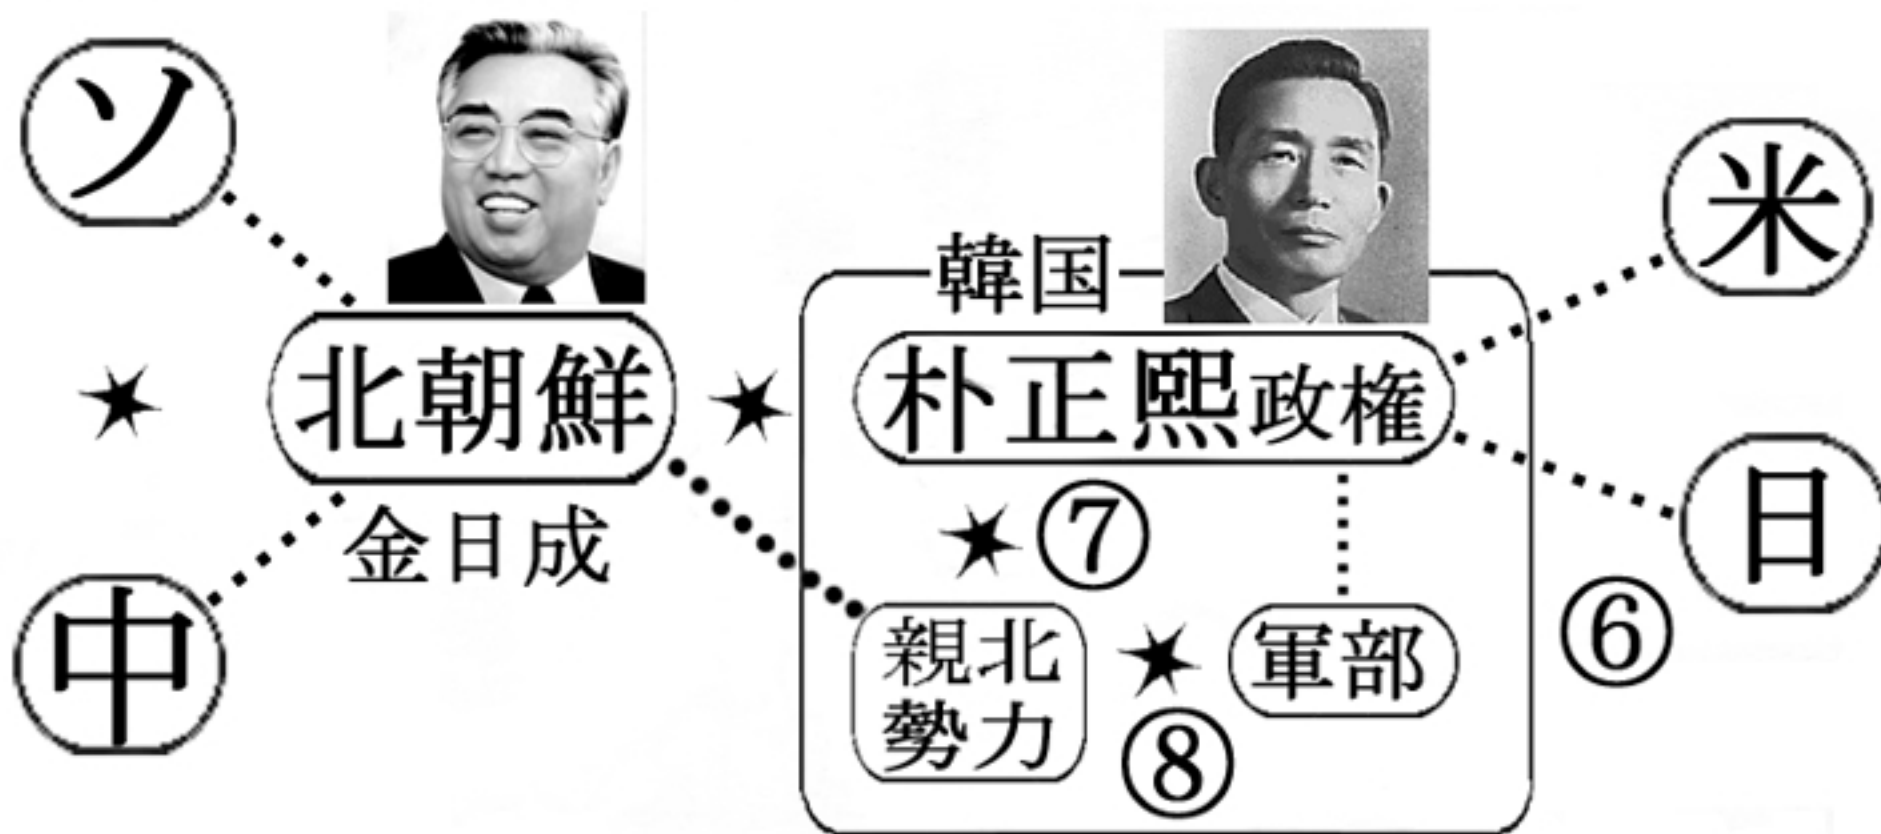 ソ
米
韓国
北朝鮮
朴正熙政権
金日成
⑦
日
⑥
中
親北
勢力
軍部
⑧